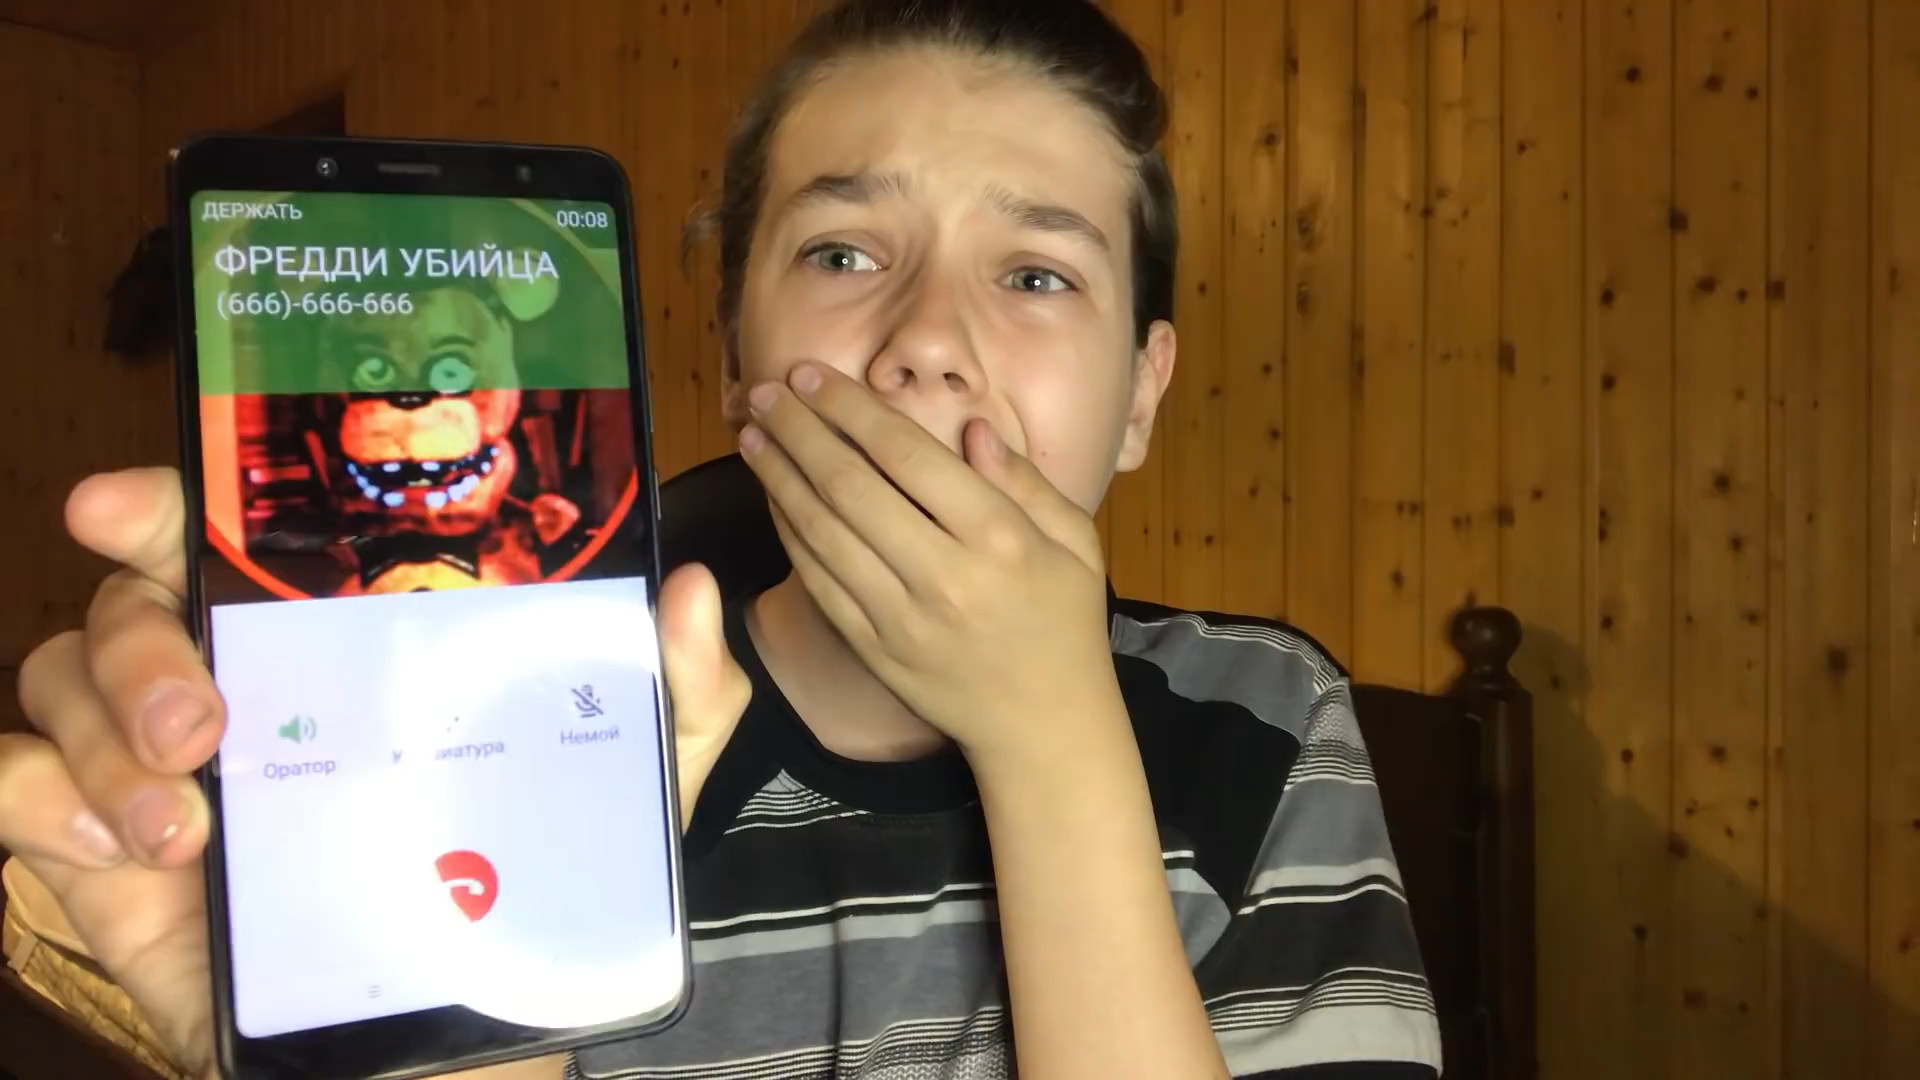 ДЕРЖАТЬ 00:08
ФРЕДДИ УБИЙЦА
(666)-666-666
Оратор
Немой